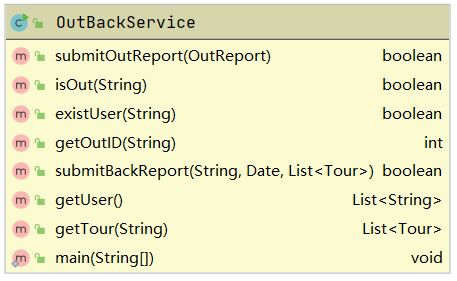 OutBackService
submitOutReport(OutReport) boolean
isOut(String) boolean
existUser(String) boolean
getOutID(String) int
submitBackReport(String, Date, List<Tour>) boolean
getUser() List<String>
getTour(String) List<Tour>
main(String[]) void